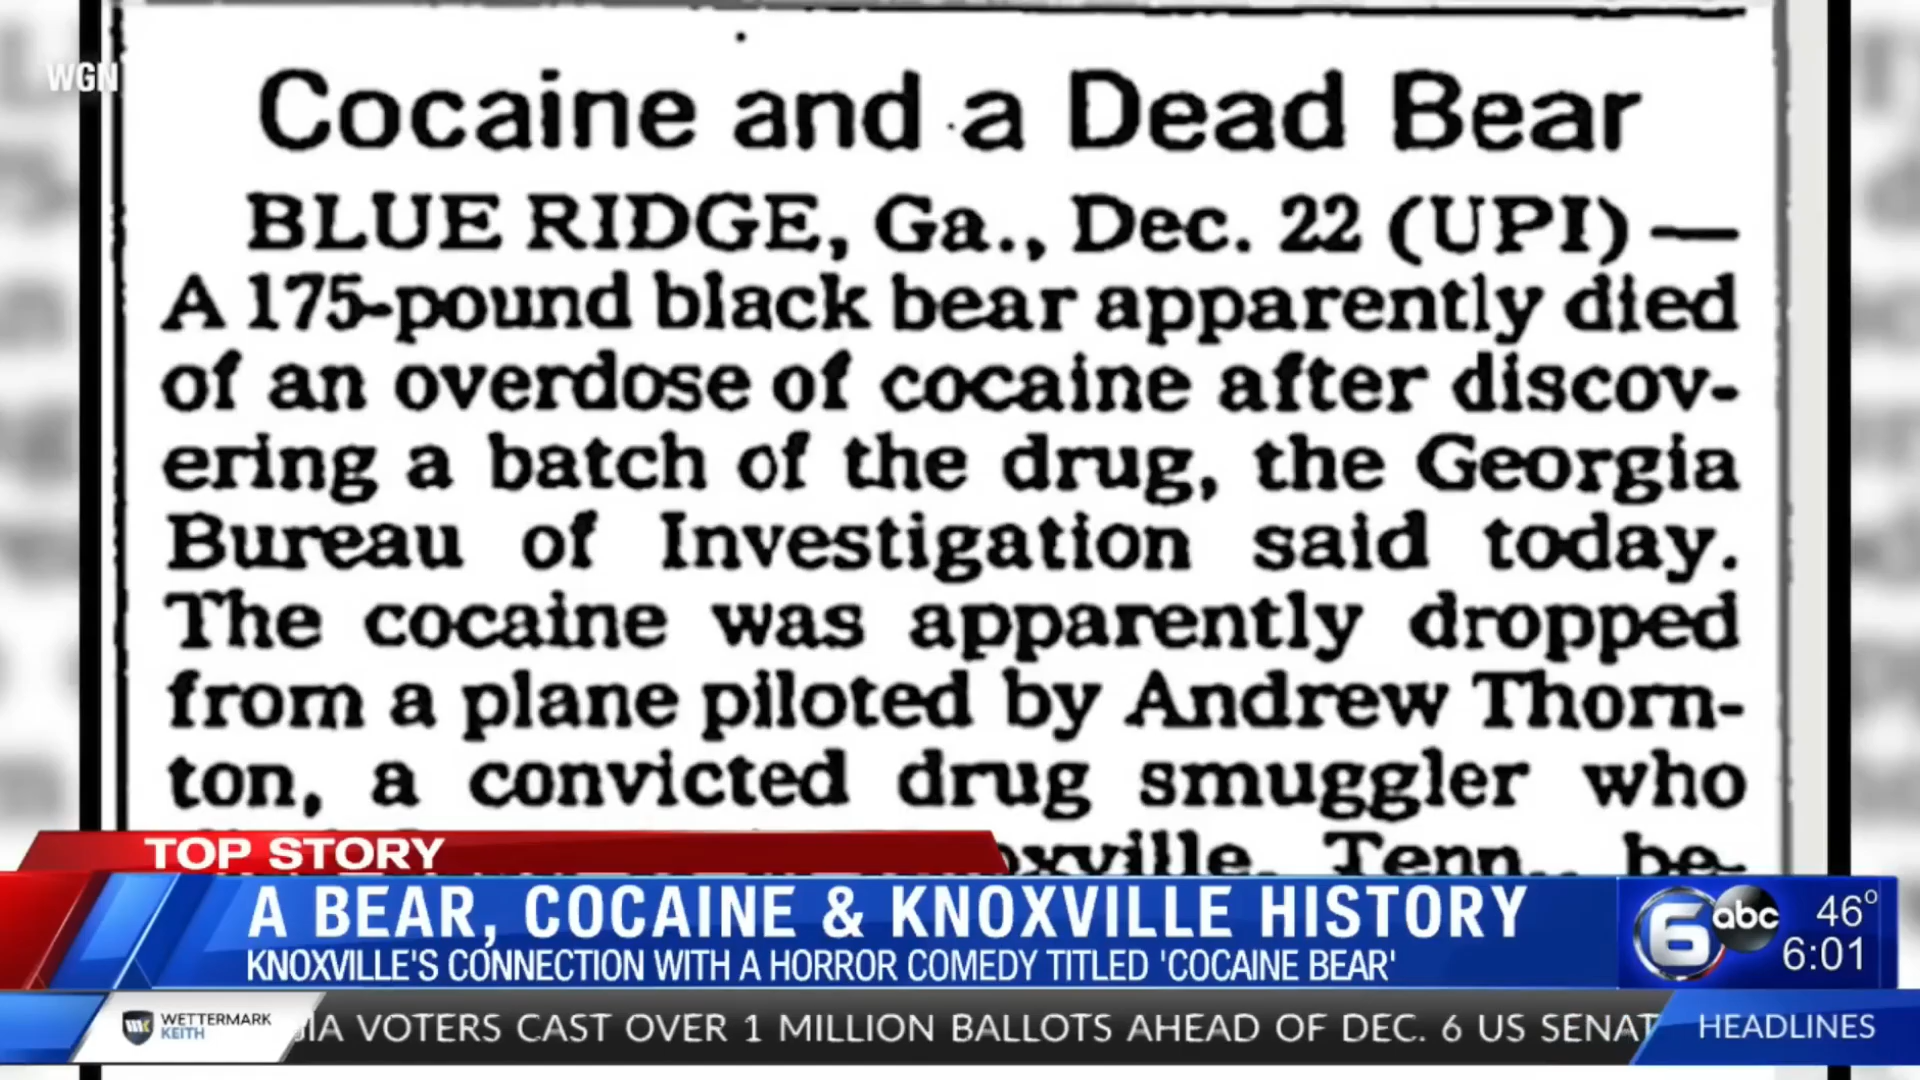 WGN
Cocaine and a Dead Bear
BLUE RIDGE, Ga., Dec. 22 (UPI) —
A 175-pound black bear apparently died
of an overdose of cocaine after discov-
ering a batch of the drug, the Georgia
Bureau of Investigation said today.
The cocaine was apparently dropped
from a plane piloted by Andrew Thorn-
ton, a convicted drug smuggler who
Tenn., be-
TOP STORY
A BEAR, COCAINE & KNOXVILLE HISTORY
KNOXVILLE'S CONNECTION WITH A HORROR COMEDY TITLED 'COCAINE BEAR'
6 abc 46°
6:01
WK WETTERMARK
KEITH
VOTERS CAST OVER 1 MILLION BALLOTS AHEAD OF DEC. 6 US SENAT
HEADLINES